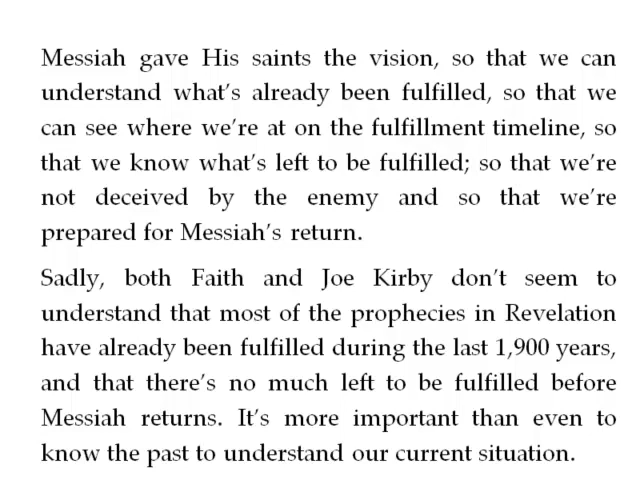 Messiah gave His saints the vision, so that we can
understand what's already been fulfilled, so that we
can see where we're at on the fulfillment timeline, so
that we know what's left to be fulfilled; so that we're
not deceived by the enemy and so that we're
prepared for Messiah's return.
Sadly, both Faith and Joe Kirby don't seem to
understand that most of the prophecies in Revelation
have already been fulfilled during the last 1,900 years,
and that there's no much left to be fulfilled before
Messiah returns. It's more important than even to
know the past to understand our current situation.